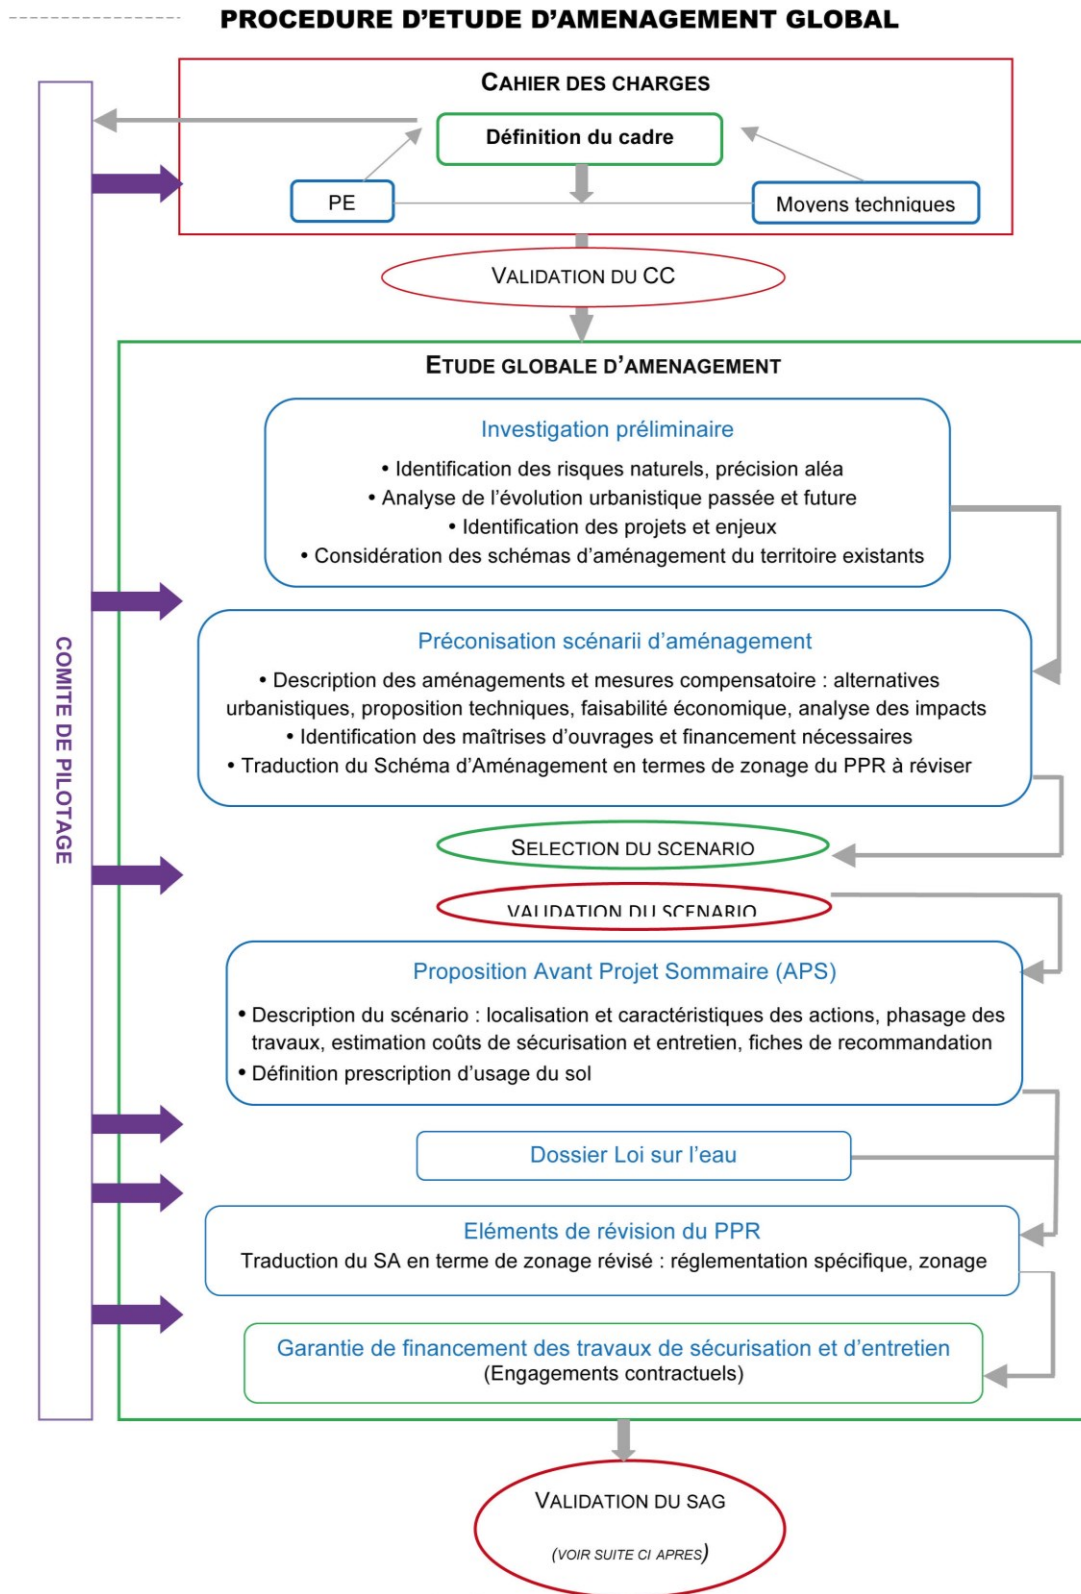 PROCEDURE D'ETUDE D'AMENAGEMENT GLOBAL
CAHIER DES CHARGES
Définition du cadre
PE
Moyens techniques
VALIDATION DU CC
COMITE DE PILOTAGE
ETUDE GLOBALE D'AMENAGEMENT
Investigation préliminaire
• Identification des risques naturels, précision aléa
• Analyse de l'évolution urbanistique passée et future
• Identification des projets et enjeux
• Considération des schémas d'aménagement du territoire existants
Préconisation scénarii d'aménagement
• Description des aménagements et mesures compensatoire : alternatives
urbanistiques, proposition techniques, faisabilité économique, analyse des impacts
• Identification des maîtrises d'ouvrages et financement nécessaires
• Traduction du Schéma d'Aménagement en termes de zonage du PPR à réviser
SELECTION DU SCENARIO
VALIDATION DU SCENARIO
Proposition Avant Projet Sommaire (APS)
• Description du scénario : localisation et caractéristiques des actions, phasage des
travaux, estimation coûts de sécurisation et entretien, fiches de recommandation
• Définition prescription d'usage du sol
Dossier Loi sur l'eau
Eléments de révision du PPR
Traduction du SA en terme de zonage révisé : réglementation spécifique, zonage
Garantie de financement des travaux de sécurisation et d'entretien
(Engagements contractuels)
VALIDATION DU SAG
(VOIR SUITE CI APRES)